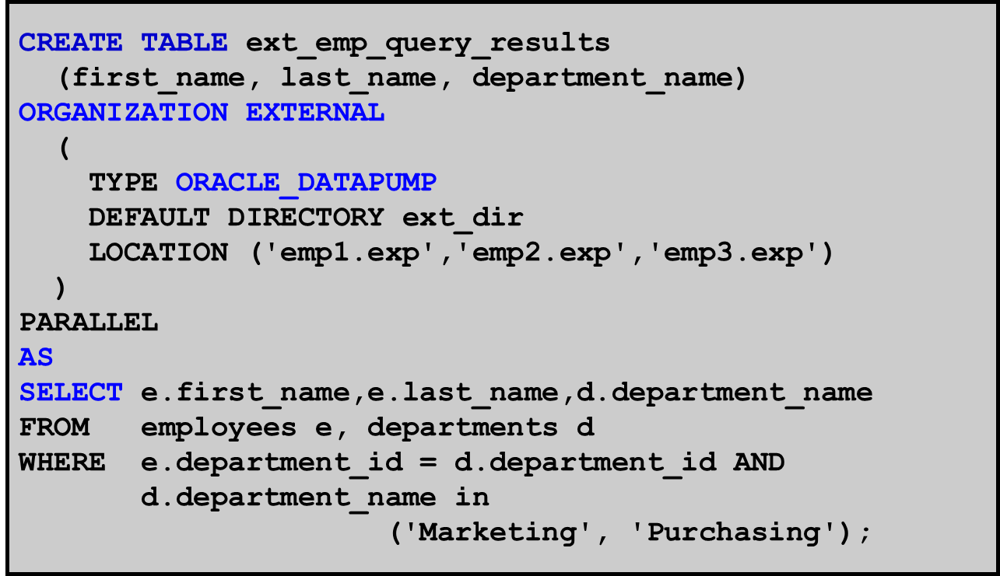 CREATE TABLE ext_emp_query_results
(first_name, last_name, department_name)
ORGANIZATION EXTERNAL
(
TYPE ORACLE_DATAPUMP
DEFAULT DIRECTORY ext_dir
LOCATION ('emp1.exp','emp2.exp','emp3.exp')
)
PARALLEL
AS
SELECT e.first_name,e.last_name,d.department_name
FROM employees e, departments d
WHERE e.department_id = d.department_id AND
d.department_name in
('Marketing', 'Purchasing');